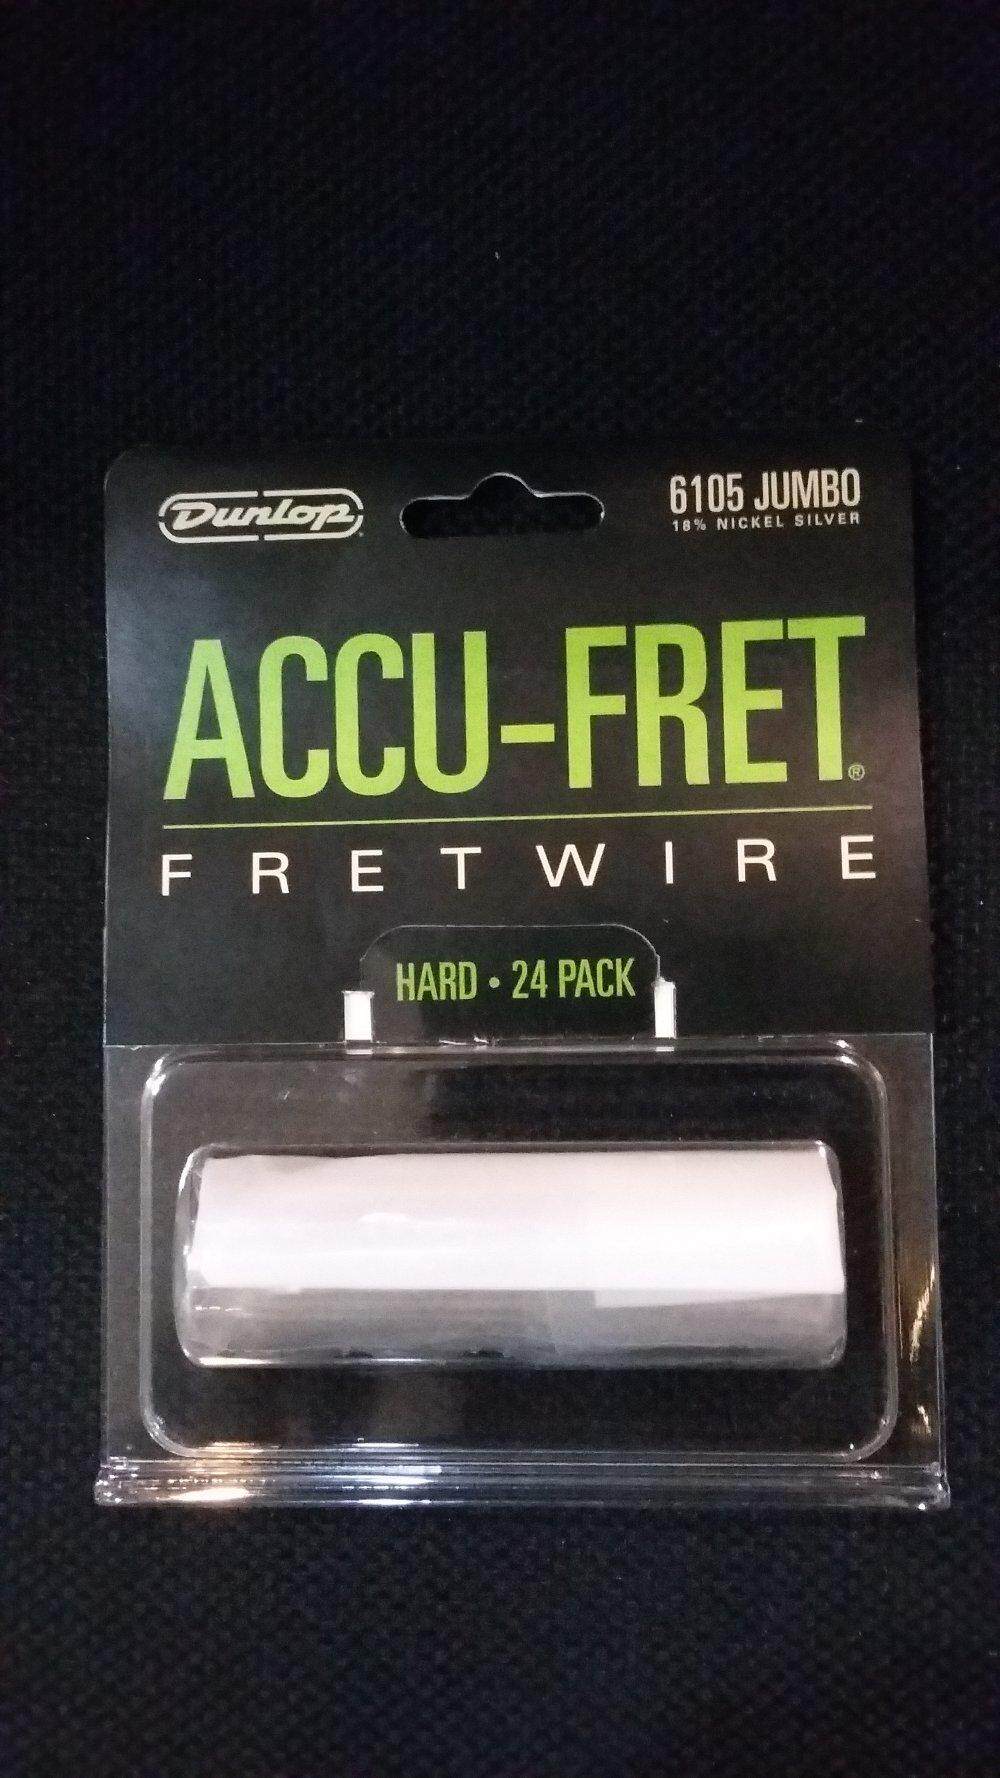 Dunlop
6105 JUMBO
18% NICKEL SILVER
ACCU-FRET®
FRETWIRE
HARD • 24 PACK